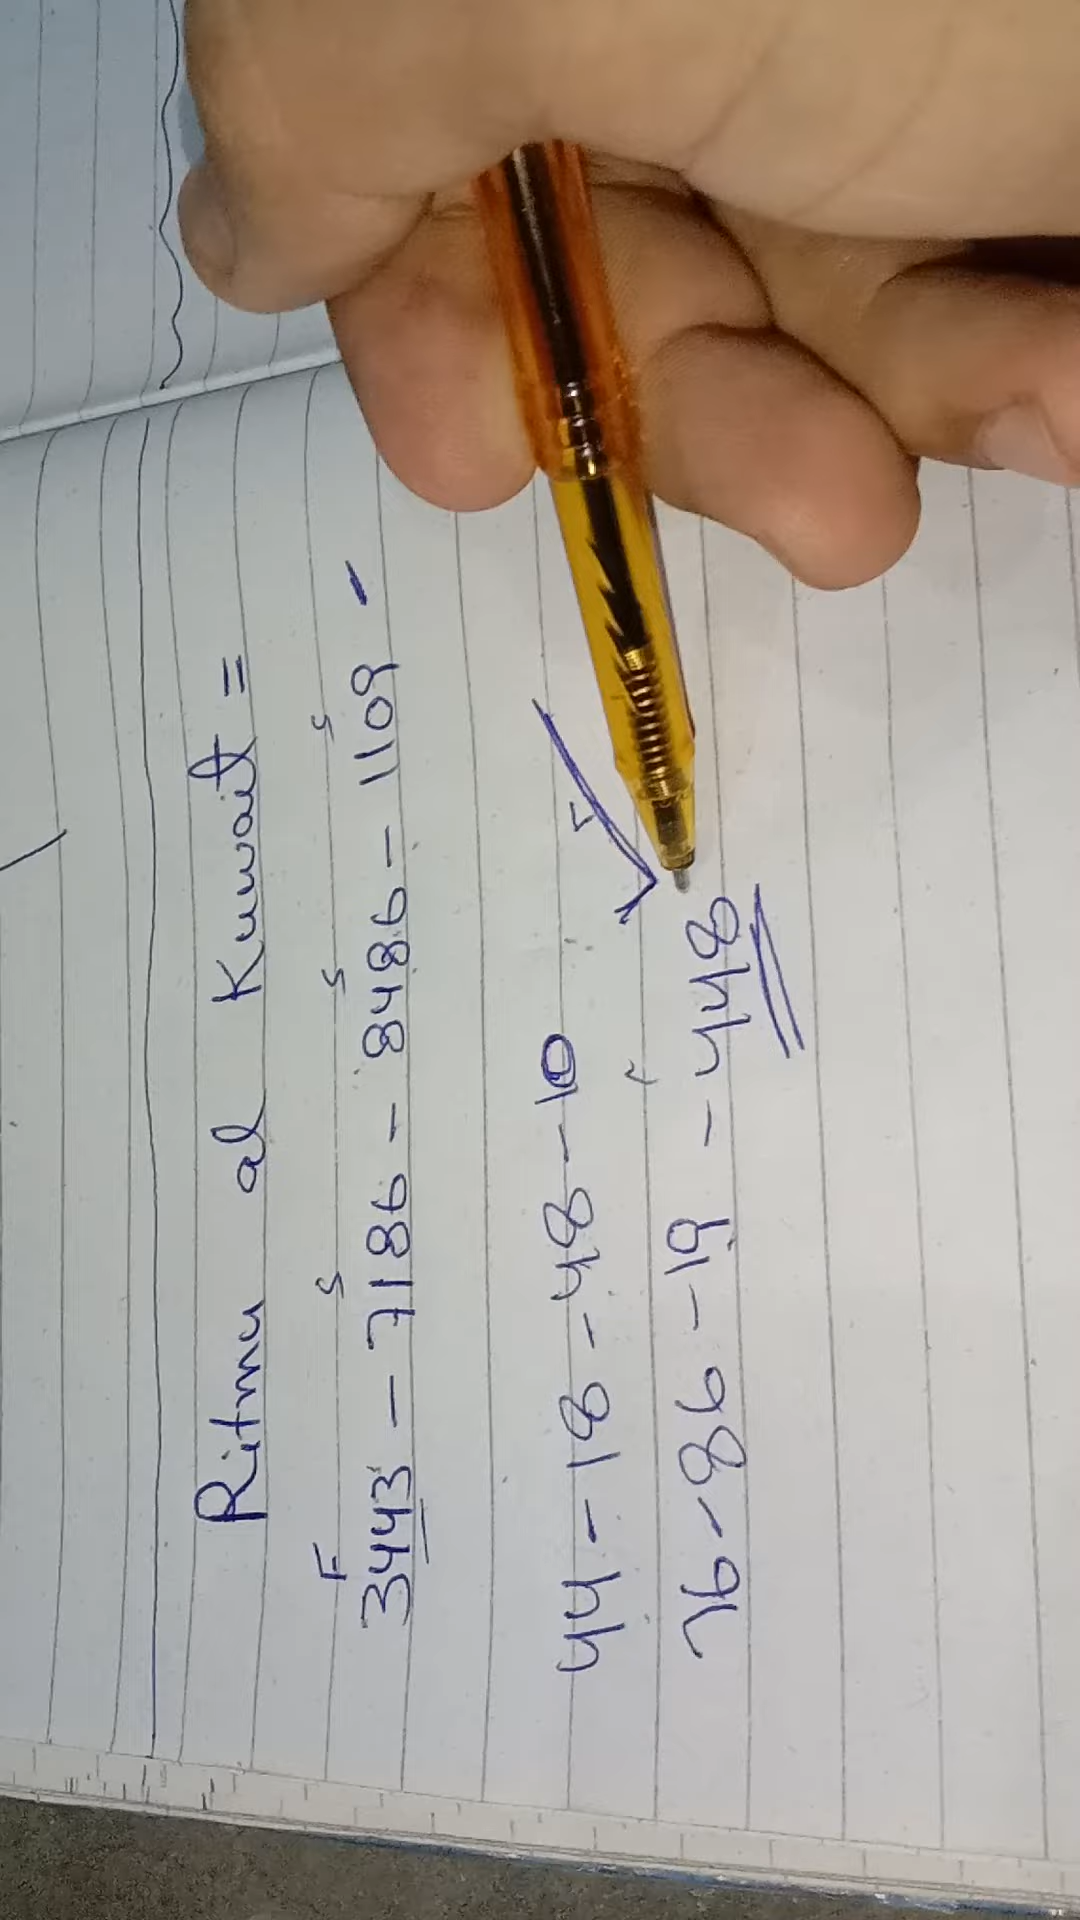 Ritmu al Kuwait =
F S S S
3443 - 7186 - 8486 - 1109 -
44 - 18 - 48 - 10
76 - 86 - 19 - 448